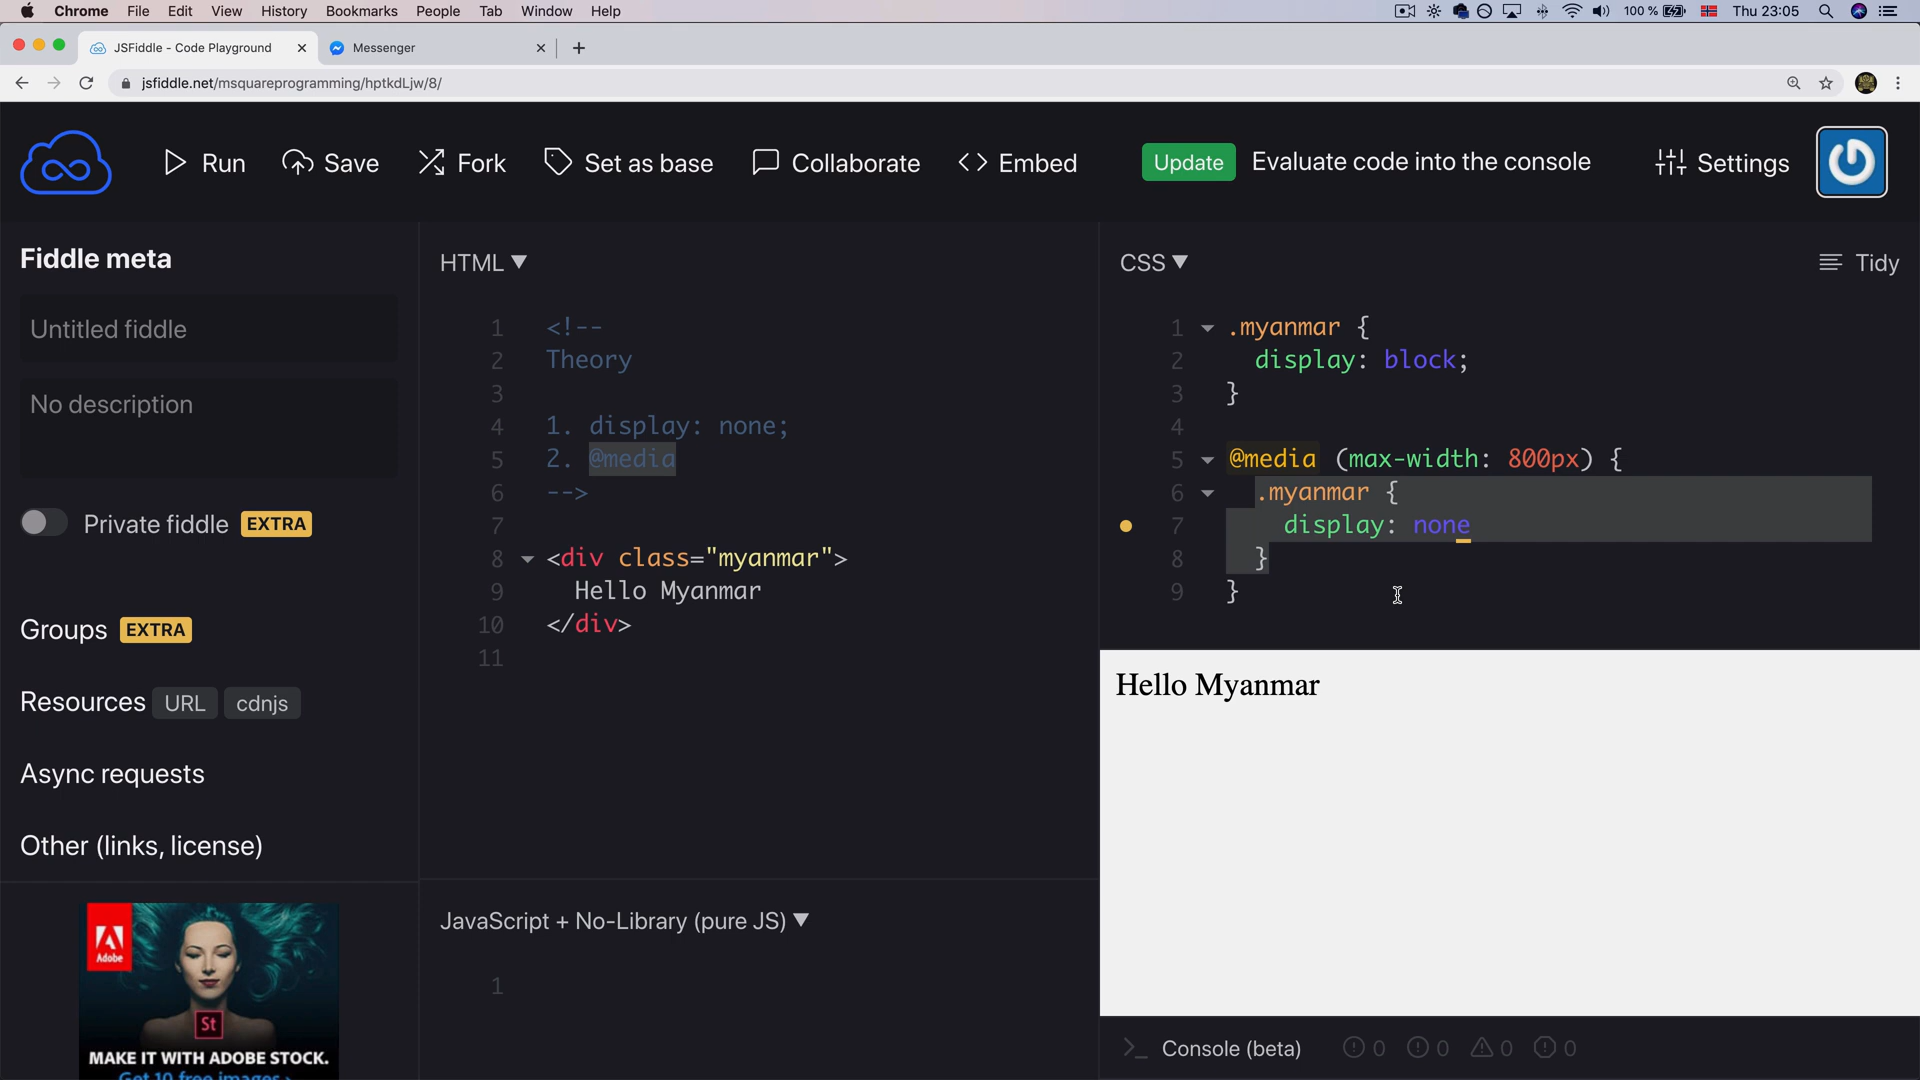 Chrome File Edit View History Bookmarks People Tab Window Help 100 % Thu 23:05
JSFiddle - Code Playground Messenger
jsfiddle.net/msquareprogramming/hptkdLjw/8/
Run Save Fork Set as base Collaborate <> Embed Update Evaluate code into the console Settings
Fiddle meta
Untitled fiddle
No description
Private fiddle EXTRA
Groups EXTRA
Resources URL cdnjs
Async requests
Other (links, license)
Adobe
St
MAKE IT WITH ADOBE STOCK.
Get 10 free images >
HTML ▼
1 <!--
2 Theory
3
4 1. display: none;
5 2. @media
6 -->
7
8 <div class="myanmar">
9 Hello Myanmar
10 </div>
11
JavaScript + No-Library (pure JS) ▼
1
CSS ▼ Tidy
1 .myanmar {
2 display: block;
3 }
4
5 @media (max-width: 800px) {
6 .myanmar {
7 display: none
8 }
9 }
Hello Myanmar
>_ Console (beta) 0 0 0 0